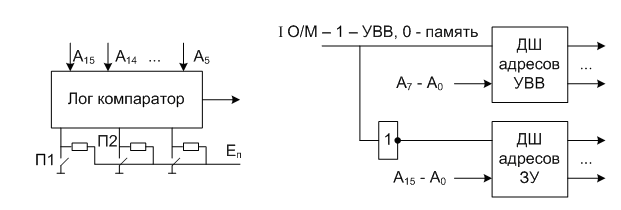 A15 A14 ... A5
Лог компаратор
П1
П2
Eп
I O/M – 1 – УВВ, 0 - память
A7 - A0
ДШ
адресов
УВВ
...
1
A15 - A0
ДШ
адресов
ЗУ
...